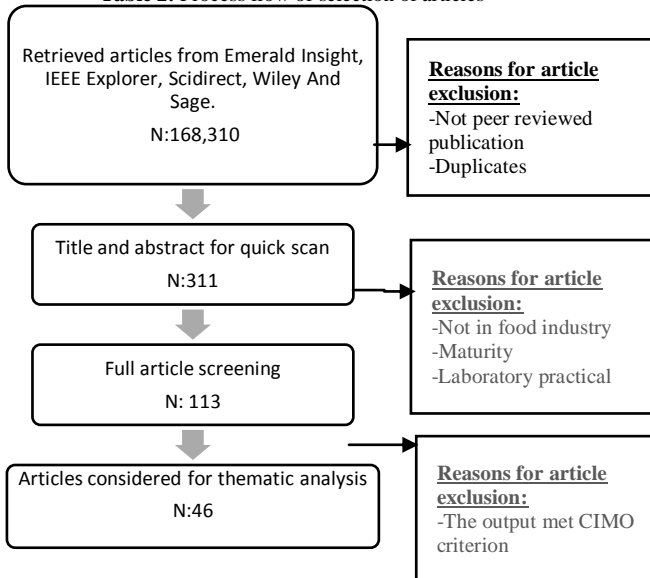 Table 2. Process flow of selection of articles
Retrieved articles from Emerald Insight,
IEEE Explorer, Scidirect, Wiley And
Sage.
N:168,310
Reasons for article
exclusion:
-Not peer reviewed
publication
-Duplicates
Title and abstract for quick scan
N:311
Reasons for article
exclusion:
-Not in food industry
-Maturity
-Laboratory practical
Full article screening
N: 113
Articles considered for thematic analysis
N:46
Reasons for article
exclusion:
-The output met CIMO
criterion